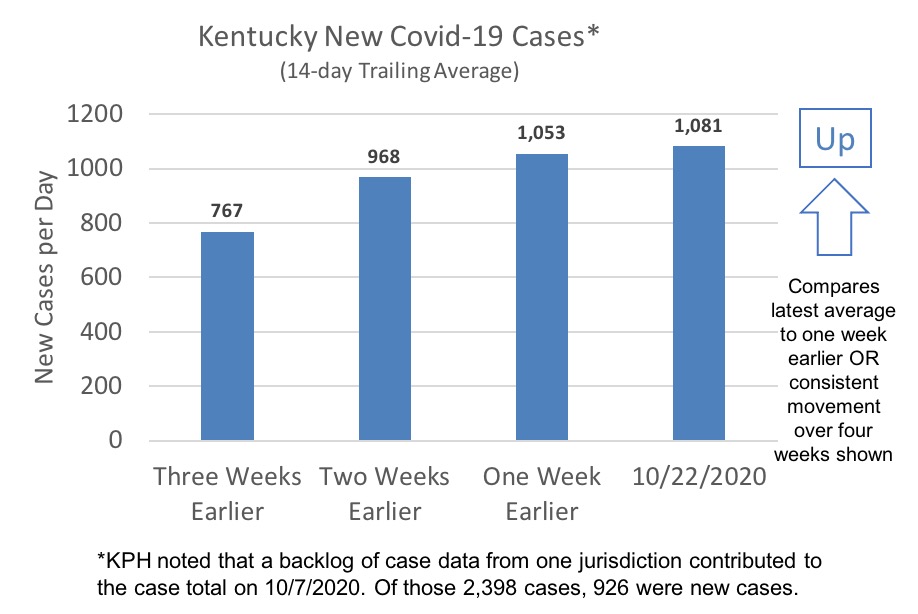 Kentucky New Covid-19 Cases*
(14-day Trailing Average)
New Cases per Day
1200
1000
800
600
400
200
0
767
968
1,053
1,081
Three Weeks
Earlier
Two Weeks
Earlier
One Week
Earlier
10/22/2020
Up
Compares
latest average
to one week
earlier OR
consistent
movement
over four
weeks shown
*KPH noted that a backlog of case data from one jurisdiction contributed to
the case total on 10/7/2020. Of those 2,398 cases, 926 were new cases.